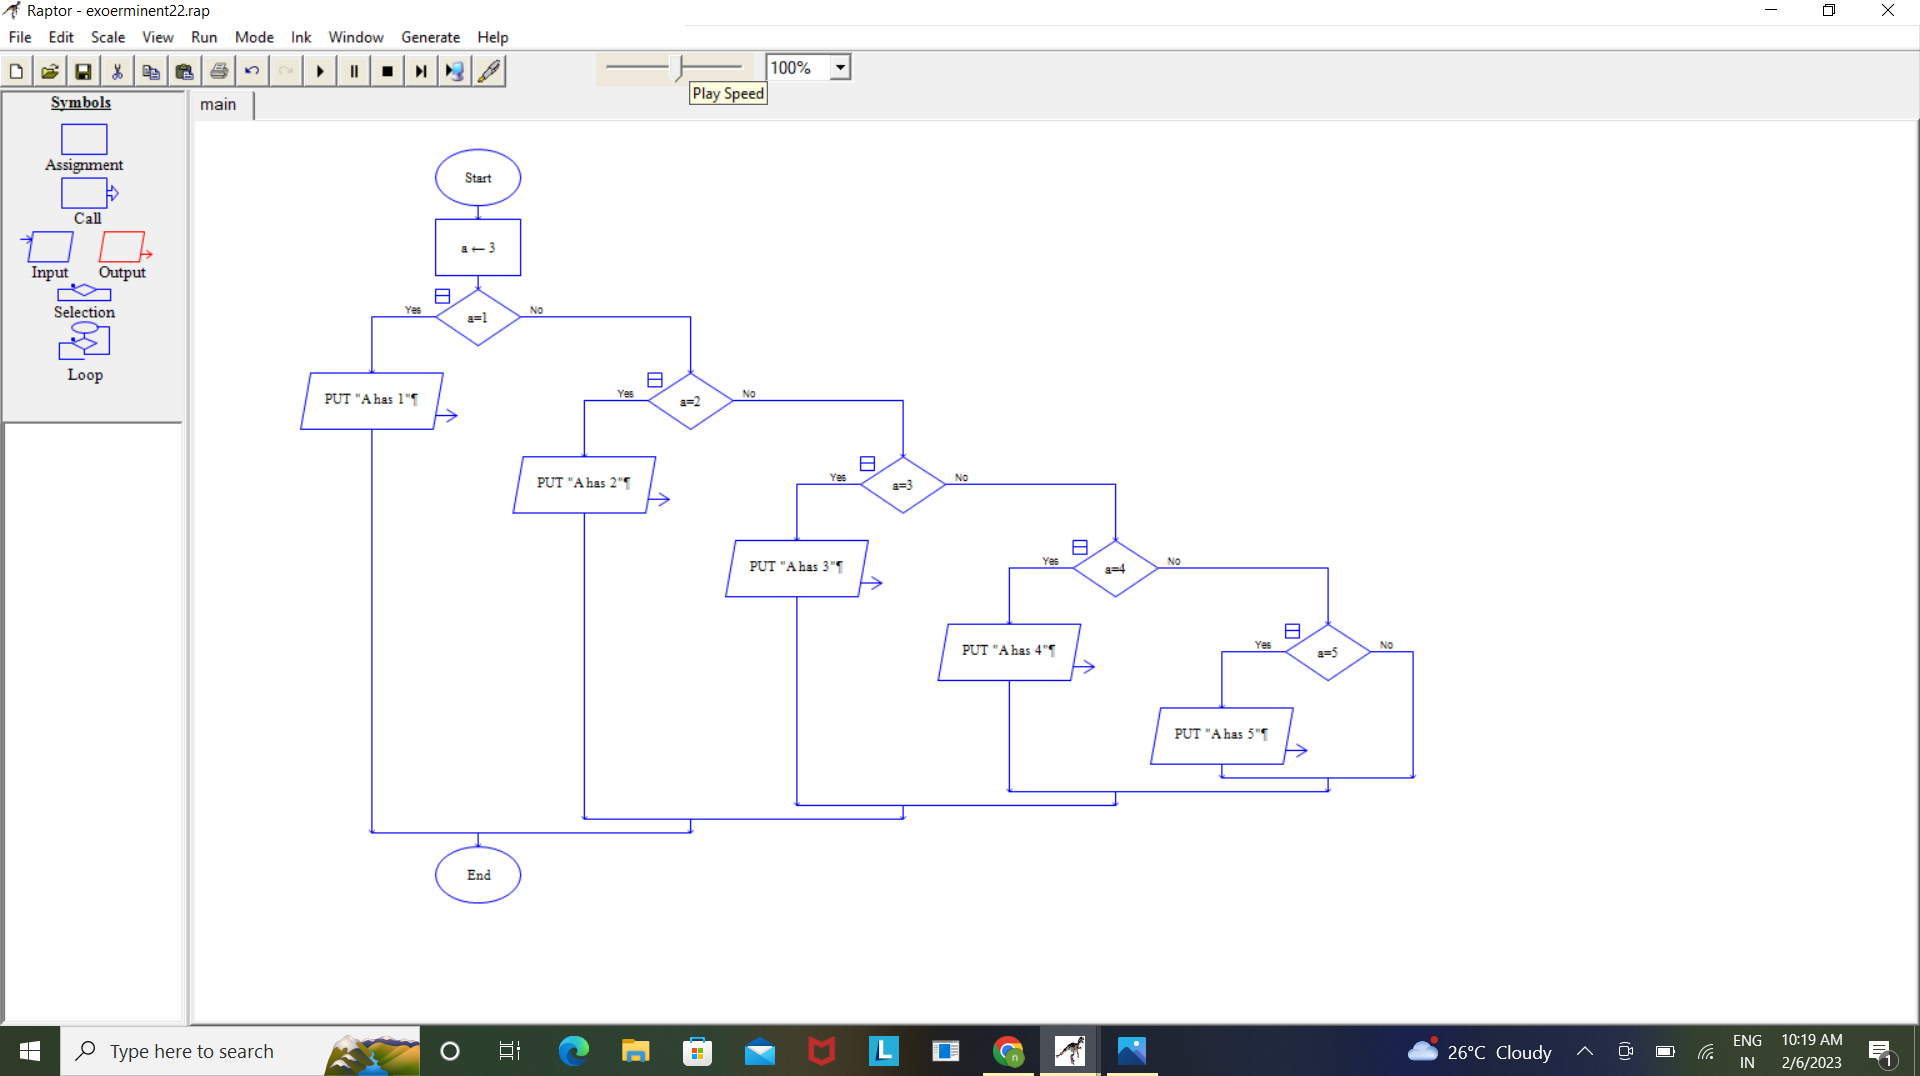 Raptor - exoerminent22.rap
File Edit Scale View Run Mode Ink Window Generate Help
100%
Play Speed
Symbols
Assignment
Call
Input Output
Selection
Loop
main
Start
a ← 3
Yes a=1 No
PUT "A has 1"¶
Yes a=2 No
PUT "A has 2"¶
Yes a=3 No
PUT "A has 3"¶
Yes a=4 No
PUT "A has 4"¶
Yes a=5 No
PUT "A has 5"¶
End
Type here to search
L
n
26°C Cloudy
ENG
IN
10:19 AM
2/6/2023
1